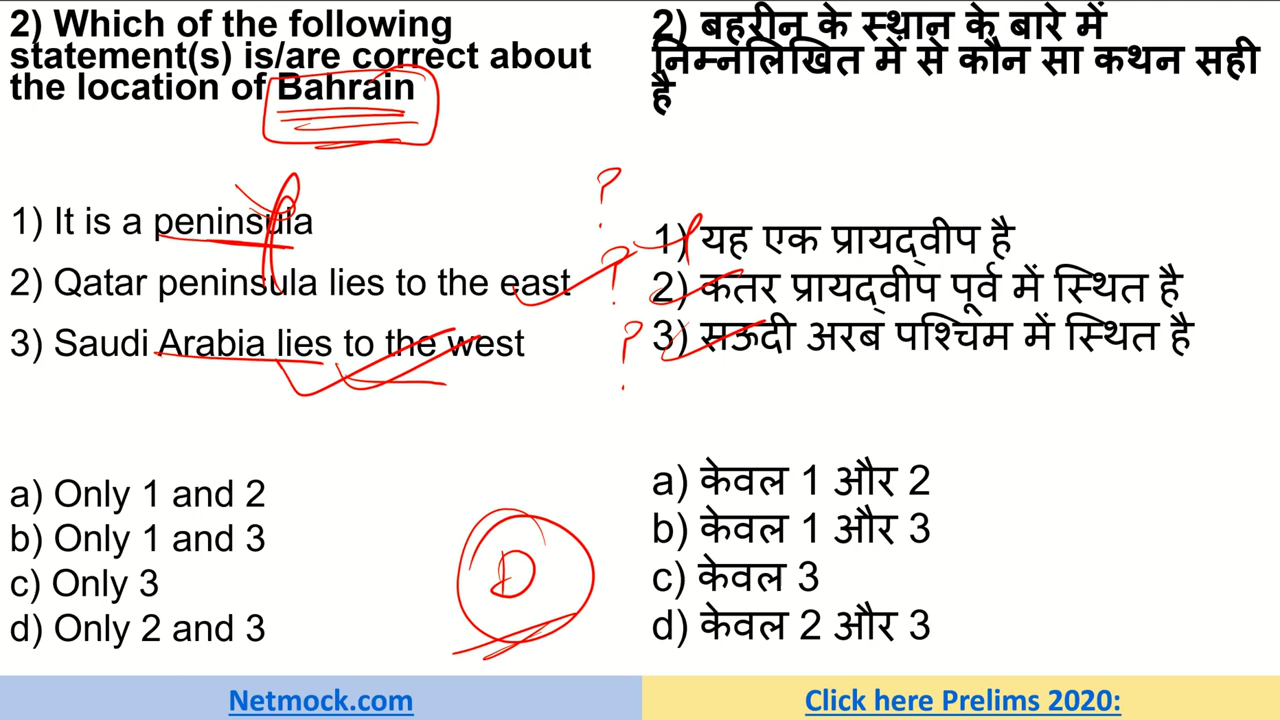 2) Which of the following
statement(s) is/are correct about
the location of Bahrain
1) It is a peninsula
2) Qatar peninsula lies to the east
3) Saudi Arabia lies to the west
a) Only 1 and 2
b) Only 1 and 3
c) Only 3
d) Only 2 and 3
D
?
?
?
2) बहरीन के स्थान के बारे में
निम्नलिखित में से कौन सा कथन सही
है
1) यह एक प्रायद्वीप है
2) कतर प्रायद्वीप पूर्व में स्थित है
3) सऊदी अरब पश्चिम में स्थित है
a) केवल 1 और 2
b) केवल 1 और 3
c) केवल 3
d) केवल 2 और 3
Netmock.com
Click here Prelims 2020: